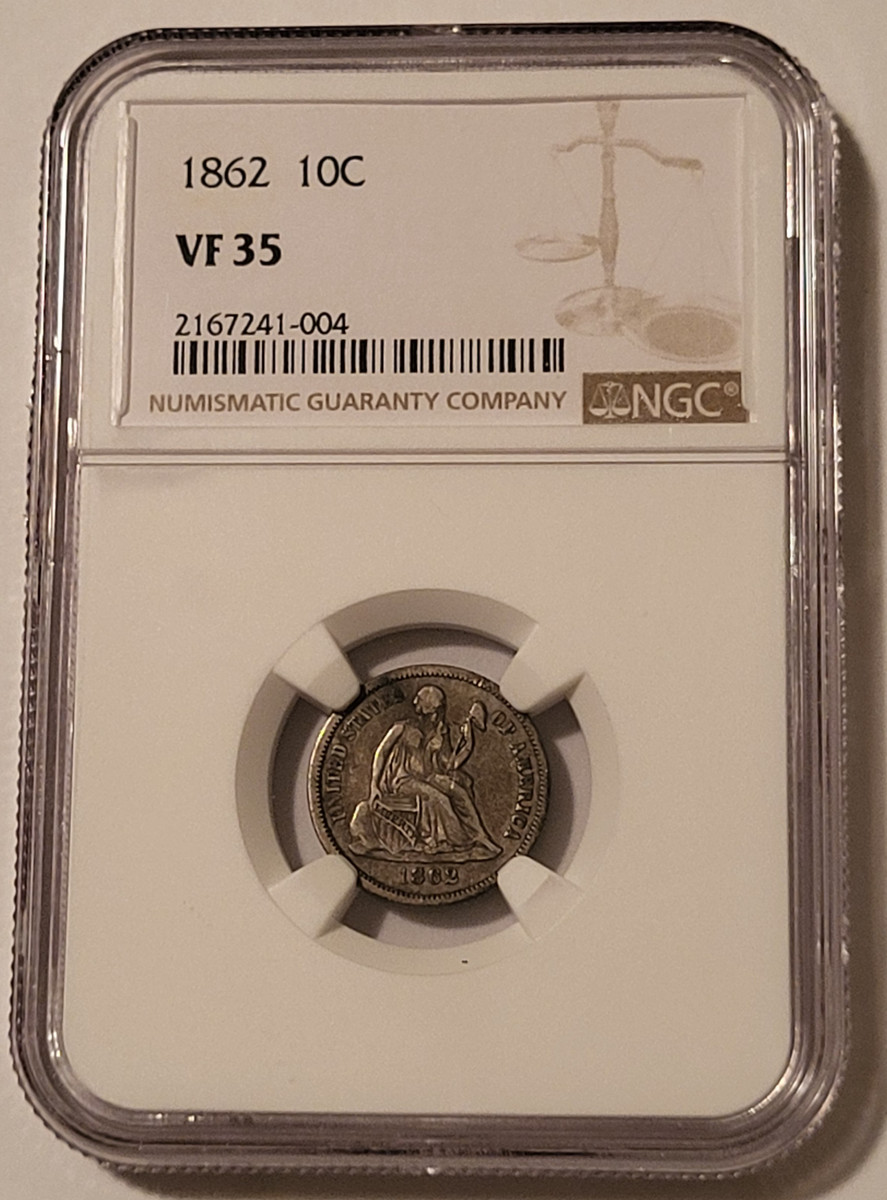 1862 10C
VF 35
2167241-004
NUMISMATIC GUARANTY COMPANY
NGC®
UNITED STATES OF AMERICA
LIBERTY
1862